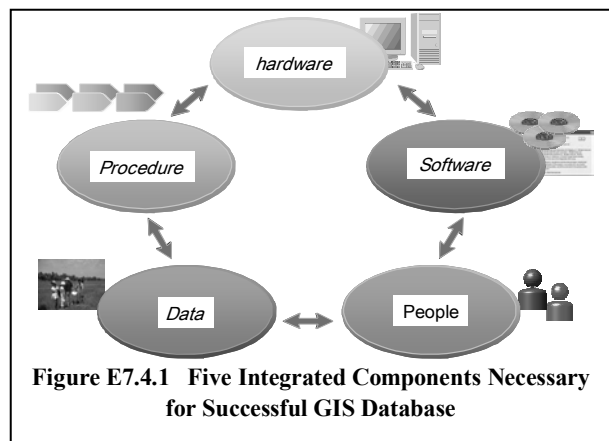 hardware
Procedure
Software
Data
People
Figure E7.4.1 Five Integrated Components Necessary
for Successful GIS Database